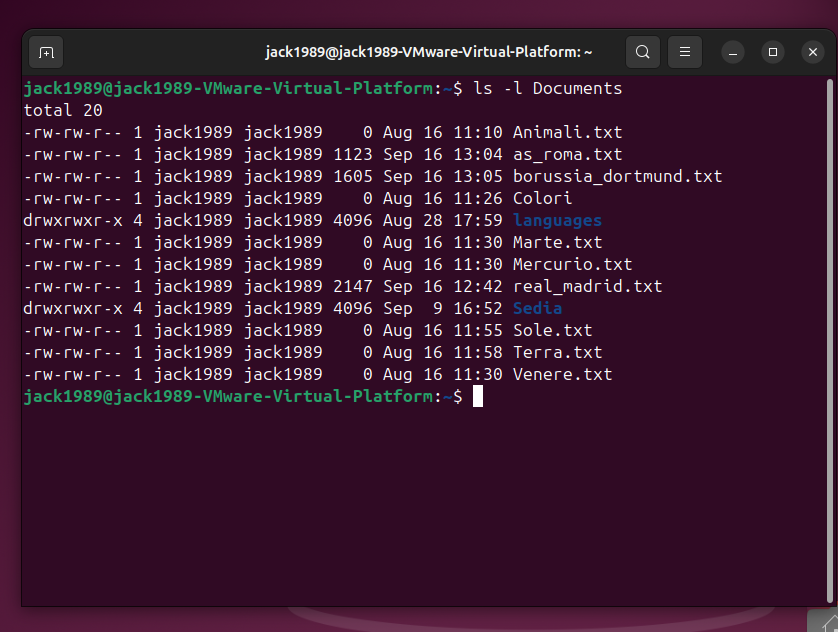 jack1989@jack1989-VMware-Virtual-Platform: ~
jack1989@jack1989-VMware-Virtual-Platform:~$ ls -l Documents
total 20
-rw-rw-r-- 1 jack1989 jack1989    0 Aug 16 11:10 Animali.txt
-rw-rw-r-- 1 jack1989 jack1989 1123 Sep 16 13:04 as_roma.txt
-rw-rw-r-- 1 jack1989 jack1989 1605 Sep 16 13:05 borussia_dortmund.txt
-rw-rw-r-- 1 jack1989 jack1989    0 Aug 16 11:26 Colori
drwxrwxr-x 4 jack1989 jack1989 4096 Aug 28 17:59 languages
-rw-rw-r-- 1 jack1989 jack1989    0 Aug 16 11:30 Marte.txt
-rw-rw-r-- 1 jack1989 jack1989    0 Aug 16 11:30 Mercurio.txt
-rw-rw-r-- 1 jack1989 jack1989 2147 Sep 16 12:42 real_madrid.txt
drwxrwxr-x 4 jack1989 jack1989 4096 Sep  9 16:52 Sedia
-rw-rw-r-- 1 jack1989 jack1989    0 Aug 16 11:55 Sole.txt
-rw-rw-r-- 1 jack1989 jack1989    0 Aug 16 11:58 Terra.txt
-rw-rw-r-- 1 jack1989 jack1989    0 Aug 16 11:30 Venere.txt
jack1989@jack1989-VMware-Virtual-Platform:~$